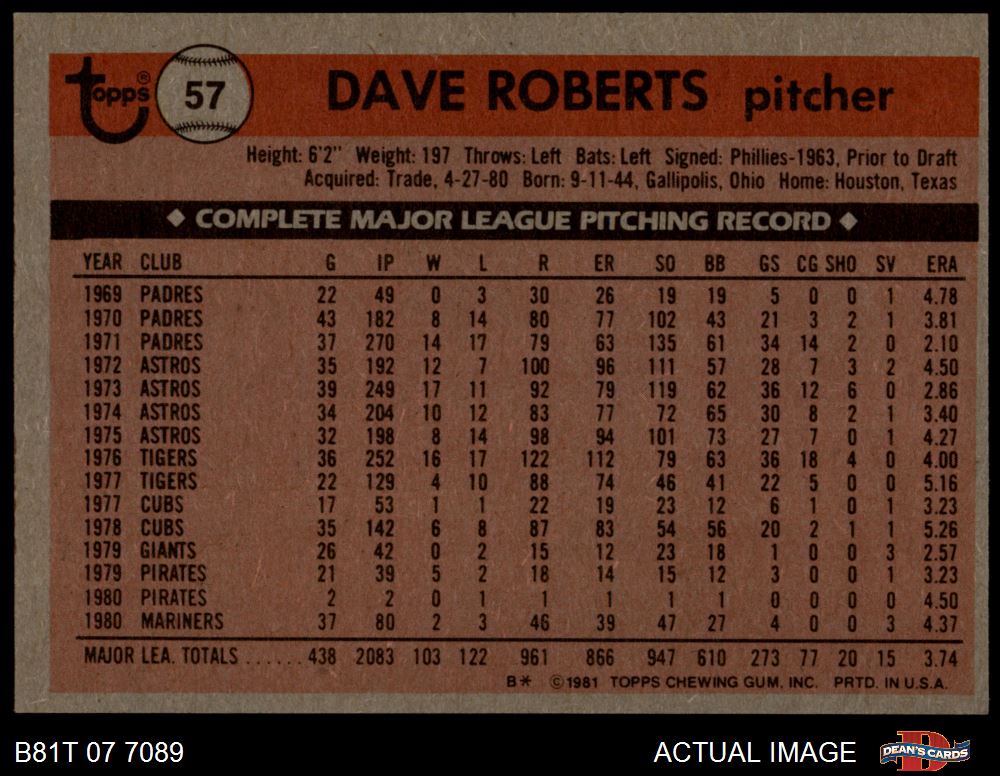 Topps® 57 DAVE ROBERTS pitcher
Height: 6'2" Weight: 197 Throws: Left Bats: Left Signed: Phillies-1963, Prior to Draft
Acquired: Trade, 4-27-80 Born: 9-11-44, Gallipolis, Ohio Home: Houston, Texas
◆ COMPLETE MAJOR LEAGUE PITCHING RECORD ◆
YEAR CLUB G IP W L R ER SO BB GS CG SHO SV ERA
1969 PADRES 22 49 0 3 30 26 19 19 5 0 0 1 4.78
1970 PADRES 43 182 8 14 80 77 102 43 21 3 2 1 3.81
1971 PADRES 37 270 14 17 79 63 135 61 34 14 2 0 2.10
1972 ASTROS 35 192 12 7 100 96 111 57 28 7 3 2 4.50
1973 ASTROS 39 249 17 11 92 79 119 62 36 12 6 0 2.86
1974 ASTROS 34 204 10 12 83 77 72 65 30 8 2 1 3.40
1975 ASTROS 32 198 8 14 98 94 101 73 27 7 0 1 4.27
1976 TIGERS 36 252 16 17 122 112 79 63 36 18 4 0 4.00
1977 TIGERS 22 129 4 10 88 74 46 41 22 5 0 0 5.16
1977 CUBS 17 53 1 1 22 19 23 12 6 1 0 1 3.23
1978 CUBS 35 142 6 8 87 83 54 56 20 2 1 1 5.26
1979 GIANTS 26 42 0 2 15 12 23 18 1 0 0 3 2.57
1979 PIRATES 21 39 5 2 18 14 15 12 3 0 0 1 3.23
1980 PIRATES 2 2 0 1 1 1 1 1 0 0 0 0 4.50
1980 MARINERS 37 80 2 3 46 39 47 27 4 0 0 3 4.37
MAJOR LEA. TOTALS ...... 438 2083 103 122 961 866 947 610 273 77 20 15 3.74
B* ©1981 TOPPS CHEWING GUM, INC. PRTD. IN U.S.A.
B81T 07 7089 ACTUAL IMAGE DEAN'S CARDS